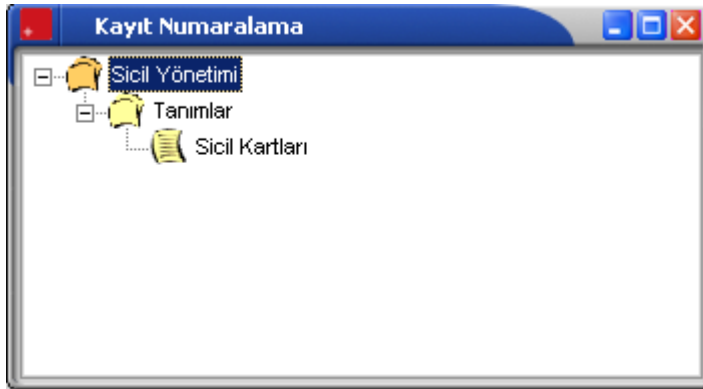 Kayıt Numaralama
Sicil Yönetimi
Tanımlar
Sicil Kartları